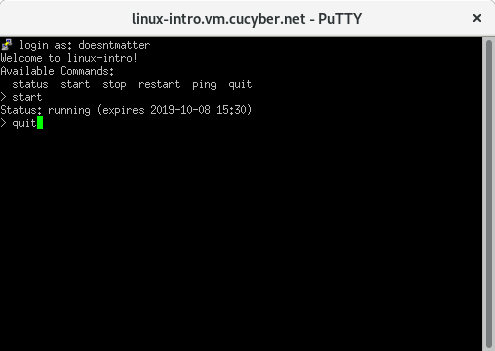 linux-intro.vm.cucyber.net - PuTTY
login as: doesntmatter
Welcome to linux-intro!
Available Commands:
status start stop restart ping quit
> start
Status: running (expires 2019-10-08 15:30)
> quit